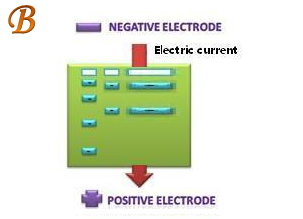 B
NEGATIVE ELECTRODE
Electric current
POSITIVE ELECTRODE